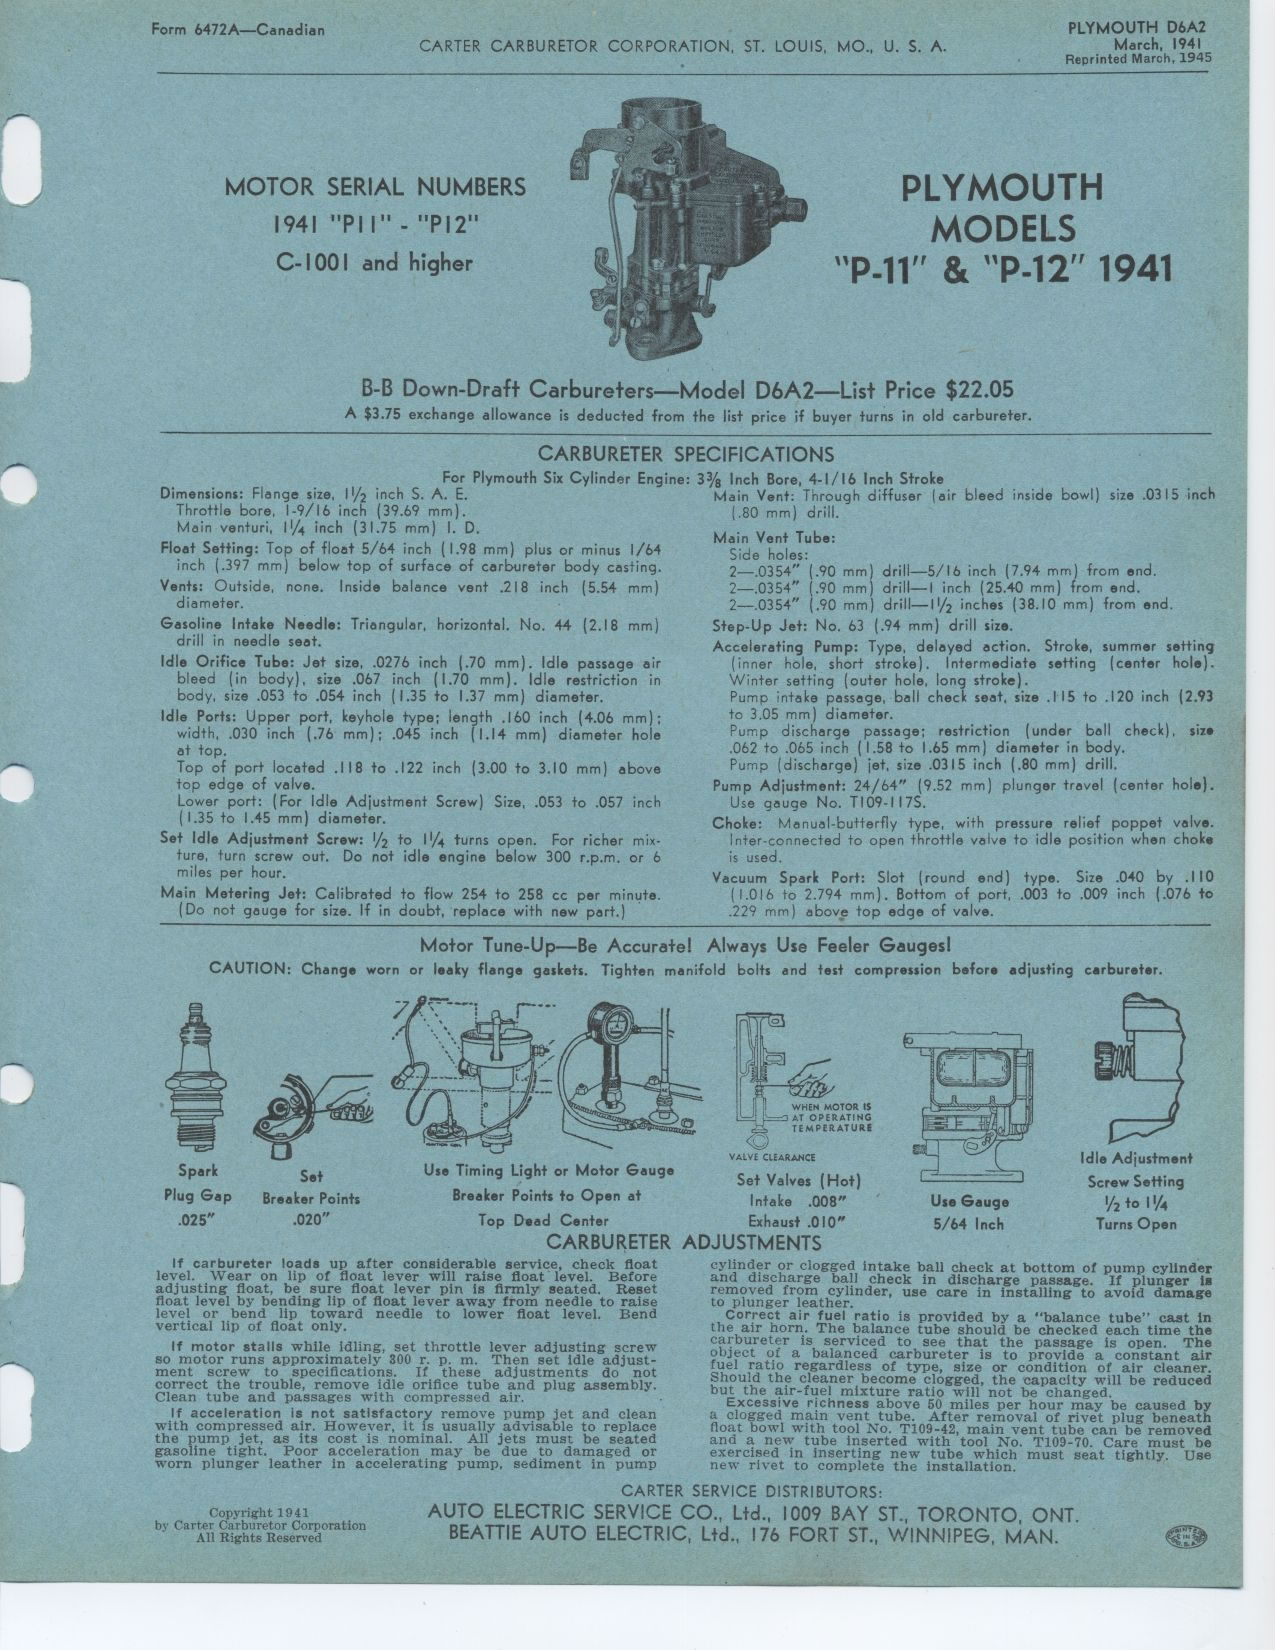 Form 6472A—Canadian
CARTER CARBURETOR CORPORATION, ST. LOUIS, MO., U. S. A.
PLYMOUTH D6A2
March, 1941
Reprinted March, 1945
MOTOR SERIAL NUMBERS
1941 "P11" - "P12"
C-1001 and higher
PLYMOUTH
MODELS
"P-11" & "P-12" 1941
B-B Down-Draft Carbureters—Model D6A2—List Price $22.05
A $3.75 exchange allowance is deducted from the list price if buyer turns in old carbureter.
CARBURETER SPECIFICATIONS
For Plymouth Six Cylinder Engine: 3⅜ Inch Bore, 4-1/16 Inch Stroke
Dimensions: Flange size, 1½ inch S. A. E.
Throttle bore, 1-9/16 inch (39.69 mm).
Main venturi, 1¼ inch (31.75 mm) I. D.
Float Setting: Top of float 5/64 inch (1.98 mm) plus or minus 1/64
inch (.397 mm) below top of surface of carbureter body casting.
Vents: Outside, none. Inside balance vent .218 inch (5.54 mm)
diameter.
Gasoline Intake Needle: Triangular, horizontal. No. 44 (2.18 mm)
drill in needle seat.
Idle Orifice Tube: Jet size, .0276 inch (.70 mm). Idle passage air
bleed (in body), size .067 inch (1.70 mm). Idle restriction in
body, size .053 to .054 inch (1.35 to 1.37 mm) diameter.
Idle Ports: Upper port, keyhole type; length .160 inch (4.06 mm);
width, .030 inch (.76 mm); .045 inch (1.14 mm) diameter hole
at top.
Top of port located .118 to .122 inch (3.00 to 3.10 mm) above
top edge of valve.
Lower port: (For Idle Adjustment Screw) Size, .053 to .057 inch
(1.35 to 1.45 mm) diameter.
Set Idle Adjustment Screw: ½ to 1¼ turns open. For richer mix-
ture, turn screw out. Do not idle engine below 300 r.p.m. or 6
miles per hour.
Main Metering Jet: Calibrated to flow 254 to 258 cc per minute.
(Do not gauge for size. If in doubt, replace with new part.)
Main Vent: Through diffuser (air bleed inside bowl) size .0315 inch
(.80 mm) drill.
Main Vent Tube:
Side holes:
2—.0354" (.90 mm) drill—5/16 inch (7.94 mm) from end.
2—.0354" (.90 mm) drill—1 inch (25.40 mm) from end.
2—.0354" (.90 mm) drill—1½ inches (38.10 mm) from end.
Step-Up Jet: No. 63 (.94 mm) drill size.
Accelerating Pump: Type, delayed action. Stroke, summer setting
(inner hole, short stroke). Intermediate setting (center hole).
Winter setting (outer hole, long stroke).
Pump intake passage, ball check seat, size .115 to .120 inch (2.93
to 3.05 mm) diameter.
Pump discharge passage; restriction (under ball check), size
.062 to .065 inch (1.58 to 1.65 mm) diameter in body.
Pump (discharge) jet, size .0315 inch (.80 mm) drill.
Pump Adjustment: 24/64" (9.52 mm) plunger travel (center hole).
Use gauge No. T109-117S.
Choke: Manual-butterfly type, with pressure relief poppet valve.
Inter-connected to open throttle valve to idle position when choke
is used.
Vacuum Spark Port: Slot (round end) type. Size .040 by .110
(1.016 to 2.794 mm). Bottom of port, .003 to .009 inch (.076 to
.229 mm) above top edge of valve.
Motor Tune-Up—Be Accurate! Always Use Feeler Gauges!
CAUTION: Change worn or leaky flange gaskets. Tighten manifold bolts and test compression before adjusting carbureter.
Spark
Plug Gap
.025"
Set
Breaker Points
.020"
Use Timing Light or Motor Gauge
Breaker Points to Open at
Top Dead Center
WHEN MOTOR IS
AT OPERATING
TEMPERATURE
VALVE CLEARANCE
Set Valves (Hot)
Intake .008"
Exhaust .010"
Use Gauge
5/64 Inch
Idle Adjustment
Screw Setting
½ to 1¼
Turns Open
CARBURETER ADJUSTMENTS
If carbureter loads up after considerable service, check float
level. Wear on lip of float lever will raise float level. Before
adjusting float, be sure float lever pin is firmly seated. Reset
float level by bending lip of float lever away from needle to raise
level or bend lip toward needle to lower float level. Bend
vertical lip of float only.
If motor stalls while idling, set throttle lever adjusting screw
so motor runs approximately 300 r. p. m. Then set idle adjust-
ment screw to specifications. If these adjustments do not
correct the trouble, remove idle orifice tube and plug assembly.
Clean tube and passages with compressed air.
If acceleration is not satisfactory remove pump jet and clean
with compressed air. However, it is usually advisable to replace
the pump jet, as its cost is nominal. All jets must be seated
gasoline tight. Poor acceleration may be due to damaged or
worn plunger leather in accelerating pump, sediment in pump
cylinder or clogged intake ball check at bottom of pump cylinder
and discharge ball check in discharge passage. If plunger is
removed from cylinder, use care in installing to avoid damage
to plunger leather.
Correct air fuel ratio is provided by a "balance tube" cast in
the air horn. The balance tube should be checked each time the
carbureter is serviced to see that the passage is open. The
object of a balanced carbureter is to provide a constant air
fuel ratio regardless of type, size or condition of air cleaner.
Should the cleaner become clogged, the capacity will be reduced
but the air-fuel mixture ratio will not be changed.
Excessive richness above 50 miles per hour may be caused by
a clogged main vent tube. After removal of rivet plug beneath
float bowl with tool No. T109-42, main vent tube can be removed
and a new tube inserted with tool No. T109-70. Care must be
exercised in inserting new tube which must seat tightly. Use
new rivet to complete the installation.
CARTER SERVICE DISTRIBUTORS:
Copyright 1941
by Carter Carburetor Corporation
All Rights Reserved
AUTO ELECTRIC SERVICE CO., Ltd., 1009 BAY ST., TORONTO, ONT.
BEATTIE AUTO ELECTRIC, Ltd., 176 FORT ST., WINNIPEG, MAN.
PRINTED
IN
U.S.A.